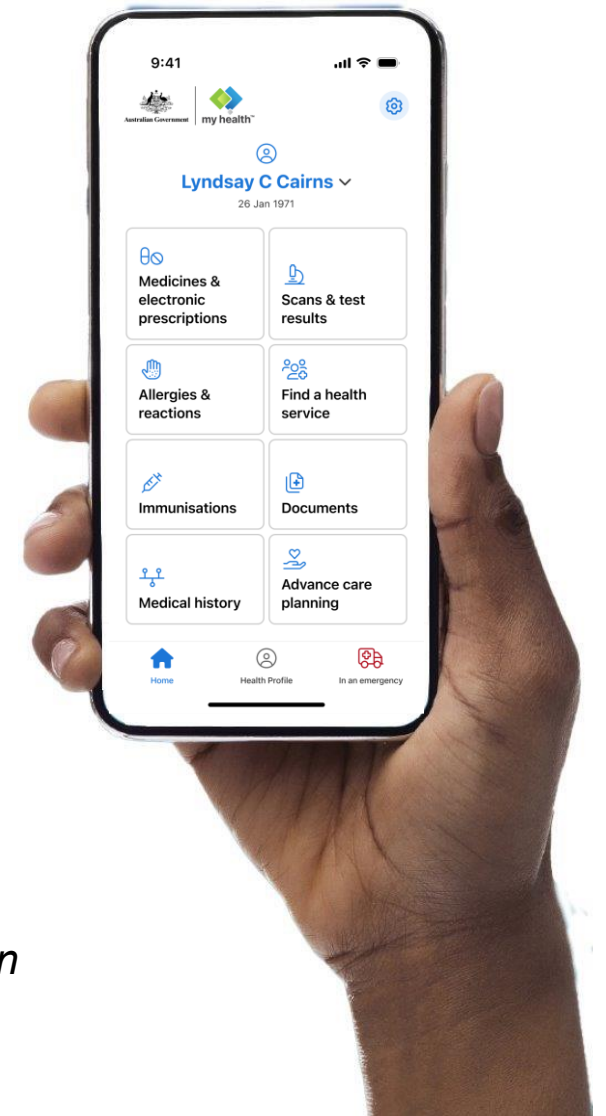 9:41
Australian Government
my health™
Lyndsay C Cairns
26 Jan 1971
Medicines &
electronic
prescriptions
Scans & test
results
Allergies &
reactions
Find a health
service
Immunisations
Documents
Medical history
Advance care
planning
Home
Health Profile
In an emergency